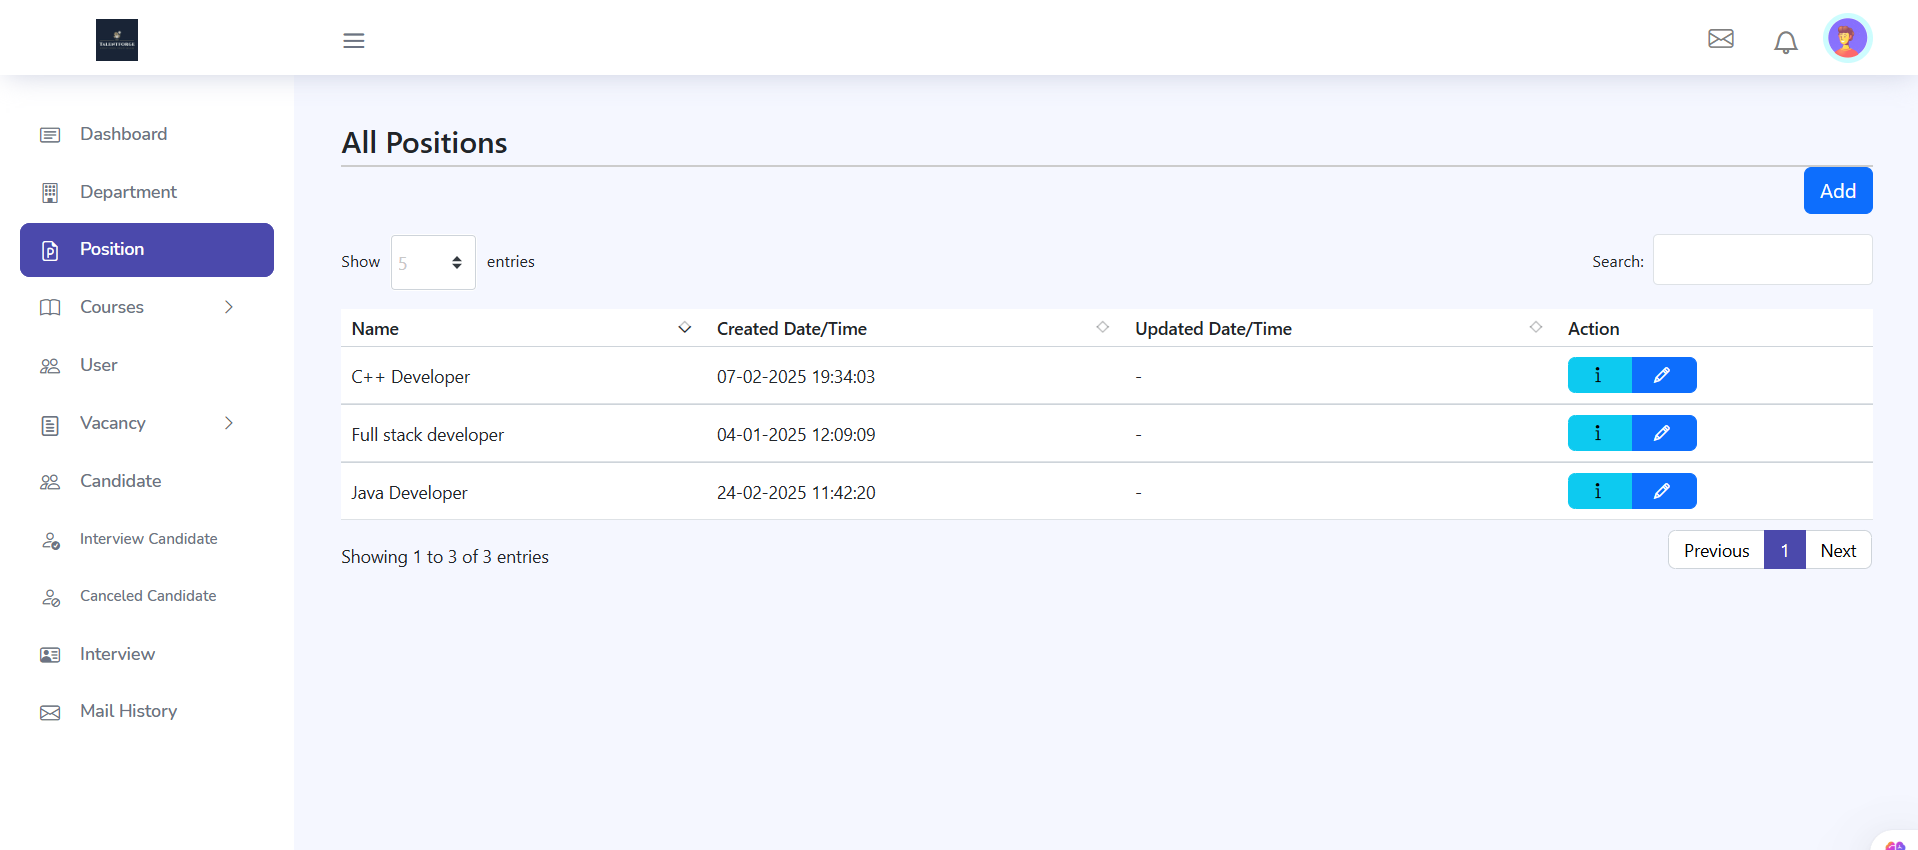 TALENTFORGE
Dashboard
Department
Position
Courses
User
Vacancy
Candidate
Interview Candidate
Canceled Candidate
Interview
Mail History
All Positions
Add
Show 5 entries
Search:
Name Created Date/Time Updated Date/Time Action
C++ Developer 07-02-2025 19:34:03 -
Full stack developer 04-01-2025 12:09:09 -
Java Developer 24-02-2025 11:42:20 -
Showing 1 to 3 of 3 entries
Previous 1 Next